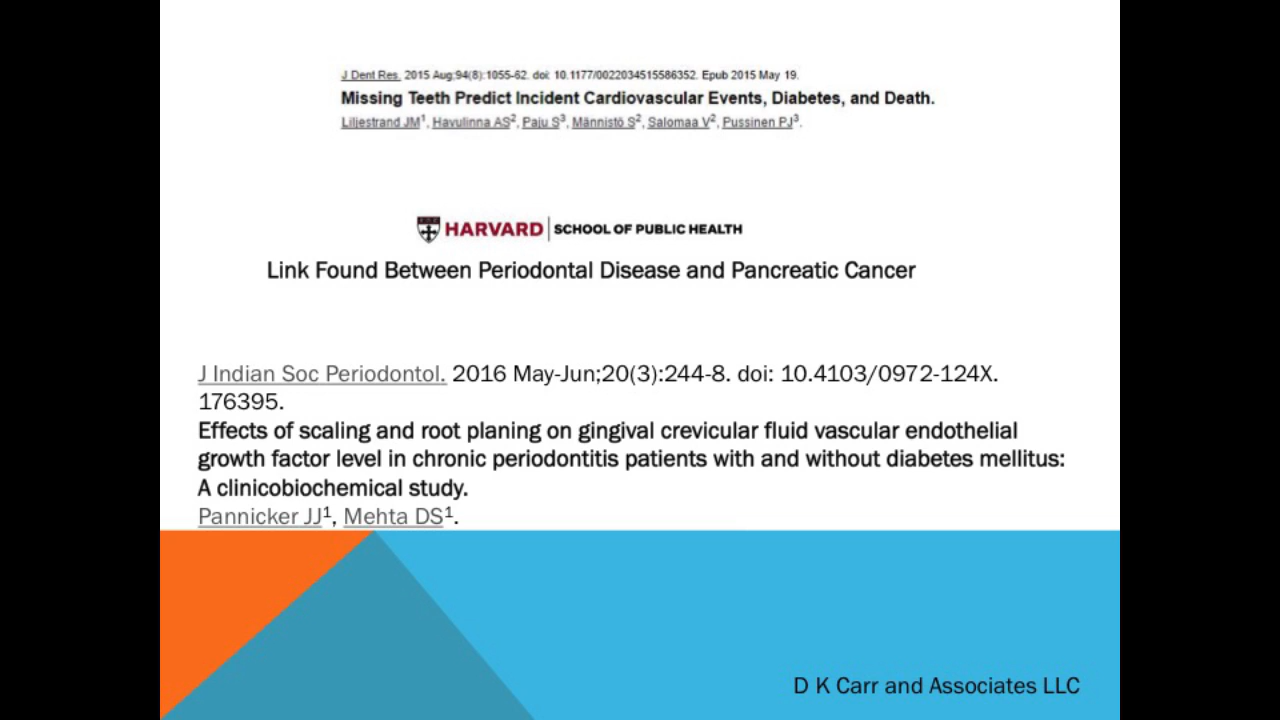 J Dent Res. 2015 Aug;94(8):1055-62. doi: 10.1177/0022034515586352. Epub 2015 May 19.
Missing Teeth Predict Incident Cardiovascular Events, Diabetes, and Death.
Liljestrand JM1, Havulinna AS2, Paju S3, Männistö S2, Salomaa V2, Pussinen PJ3.
HARVARD SCHOOL OF PUBLIC HEALTH
Link Found Between Periodontal Disease and Pancreatic Cancer
J Indian Soc Periodontol. 2016 May-Jun;20(3):244-8. doi: 10.4103/0972-124X.
176395.
Effects of scaling and root planing on gingival crevicular fluid vascular endothelial
growth factor level in chronic periodontitis patients with and without diabetes mellitus:
A clinicobiochemical study.
Pannicker JJ1, Mehta DS1.
D K Carr and Associates LLC